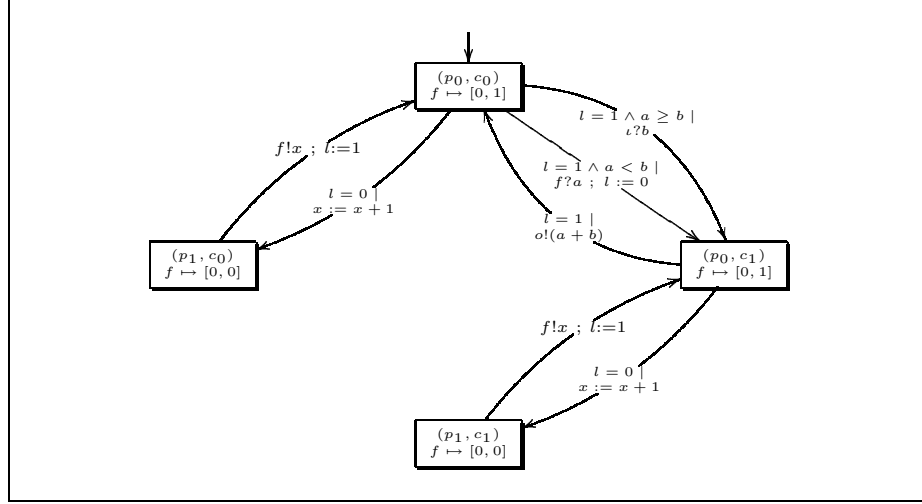 (p₀, c₀)
f ↦ [0, 1]
l = 1 ∧ a ≥ b |
ι?b
f!x ; l:=1
l = 1 ∧ a < b |
f?a ; l := 0
l = 0 |
x := x + 1
l = 1 |
o!(a + b)
(p₁, c₀)
f ↦ [0, 0]
(p₀, c₁)
f ↦ [0, 1]
f!x ; l:=1
l = 0 |
x := x + 1
(p₁, c₁)
f ↦ [0, 0]